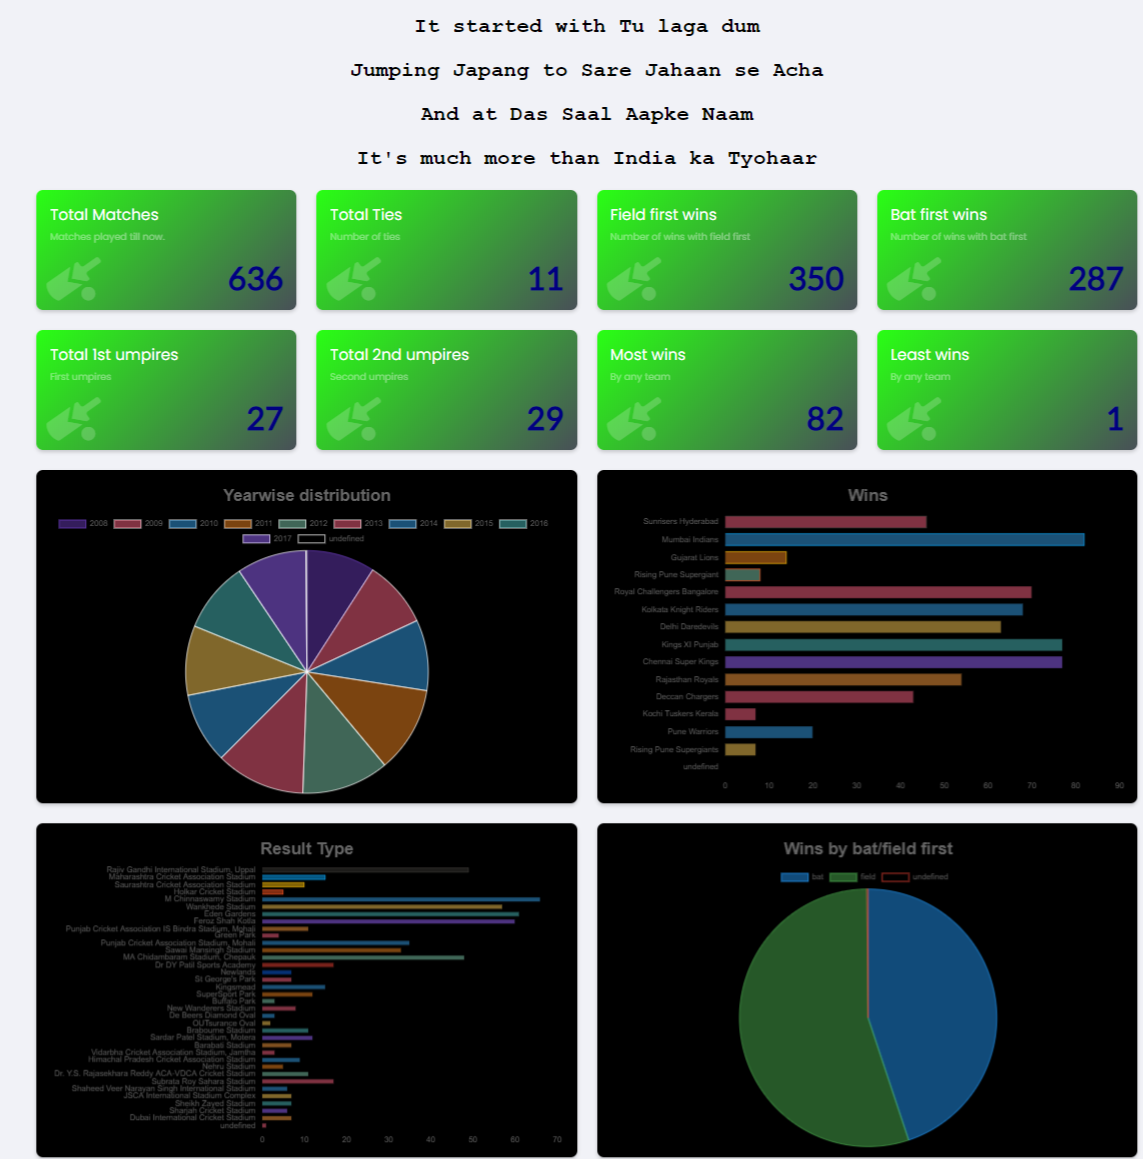 It started with Tu laga dum
Jumping Japang to Sare Jahaan se Acha
And at Das Saal Aapke Naam
It's much more than India ka Tyohaar
Total Matches
Matches played till now.
636
Total Ties
Number of ties
11
Field first wins
Number of wins with field first
350
Bat first wins
Number of wins with bat first
287
Total 1st umpires
First umpires
27
Total 2nd umpires
Second umpires
29
Most wins
By any team
82
Least wins
By any team
1
Yearwise distribution
2008 2009 2010 2011 2012 2013 2014 2015 2016
2017 undefined
Wins
Sunrisers Hyderabad
Mumbai Indians
Gujarat Lions
Rising Pune Supergiant
Royal Challengers Bangalore
Kolkata Knight Riders
Delhi Daredevils
Kings XI Punjab
Chennai Super Kings
Rajasthan Royals
Deccan Chargers
Kochi Tuskers Kerala
Pune Warriors
Rising Pune Supergiants
undefined
0 10 20 30 40 50 60 70 80 90
Result Type
Rajiv Gandhi International Stadium, Uppal
Maharashtra Cricket Association Stadium
Saurashtra Cricket Association Stadium
Holkar Cricket Stadium
M Chinnaswamy Stadium
Wankhede Stadium
Eden Gardens
Feroz Shah Kotla
Punjab Cricket Association IS Bindra Stadium, Mohali
Green Park
Punjab Cricket Association Stadium, Mohali
Sawai Mansingh Stadium
MA Chidambaram Stadium, Chepauk
Dr DY Patil Sports Academy
Newlands
St George's Park
Kingsmead
SuperSport Park
Buffalo Park
New Wanderers Stadium
De Beers Diamond Oval
OUTsurance Oval
Brabourne Stadium
Sardar Patel Stadium, Motera
Barabati Stadium
Vidarbha Cricket Association Stadium, Jamtha
Himachal Pradesh Cricket Association Stadium
Nehru Stadium
Dr. Y.S. Rajasekhara Reddy ACA-VDCA Cricket Stadium
Subrata Roy Sahara Stadium
Shaheed Veer Narayan Singh International Stadium
JSCA International Stadium Complex
Sheikh Zayed Stadium
Sharjah Cricket Stadium
Dubai International Cricket Stadium
undefined
0 10 20 30 40 50 60 70
Wins by bat/field first
bat field undefined